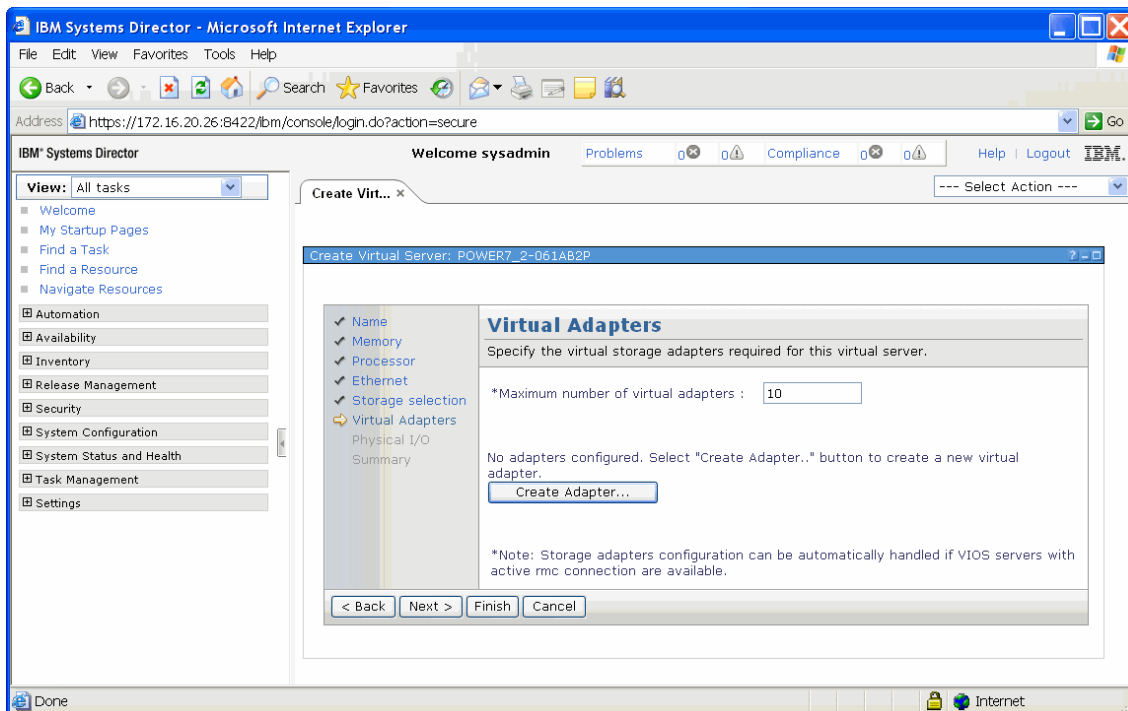 IBM Systems Director - Microsoft Internet Explorer
File Edit View Favorites Tools Help
Back Search Favorites
Address https://172.16.20.26:8422/ibm/console/login.do?action=secure Go
IBM® Systems Director Welcome sysadmin Problems 0 0 Compliance 0 0 Help | Logout IBM.
View: All tasks
Create Virt... × --- Select Action ---
Welcome
My Startup Pages
Find a Task
Find a Resource
Navigate Resources
Automation
Availability
Inventory
Release Management
Security
System Configuration
System Status and Health
Task Management
Settings
Create Virtual Server: POWER7_2-061AB2P
Name
Memory
Processor
Ethernet
Storage selection
Virtual Adapters
Physical I/O
Summary
Virtual Adapters
Specify the virtual storage adapters required for this virtual server.
*Maximum number of virtual adapters : 10
No adapters configured. Select "Create Adapter.." button to create a new virtual
adapter.
Create Adapter...
*Note: Storage adapters configuration can be automatically handled if VIOS servers with
active rmc connection are available.
< Back Next > Finish Cancel
Done Internet